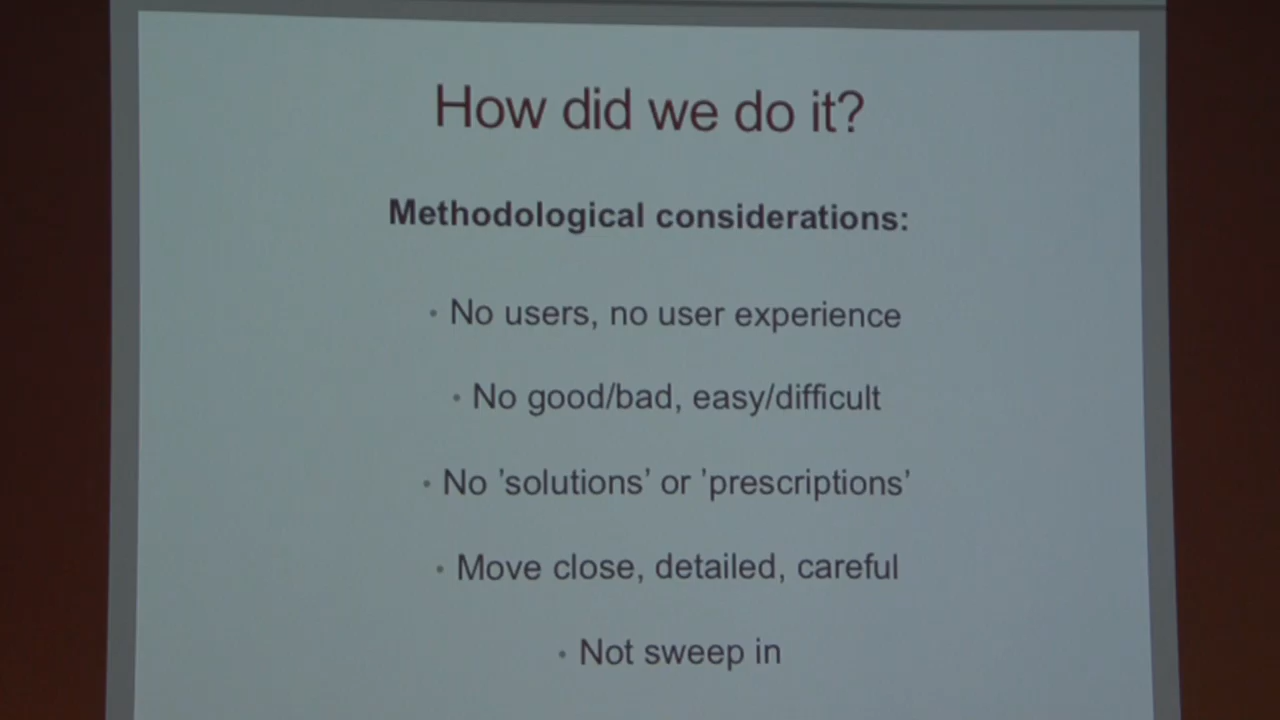 How did we do it?
Methodological considerations:
• No users, no user experience
• No good/bad, easy/difficult
• No ’solutions’ or ’prescriptions’
• Move close, detailed, careful
• Not sweep in